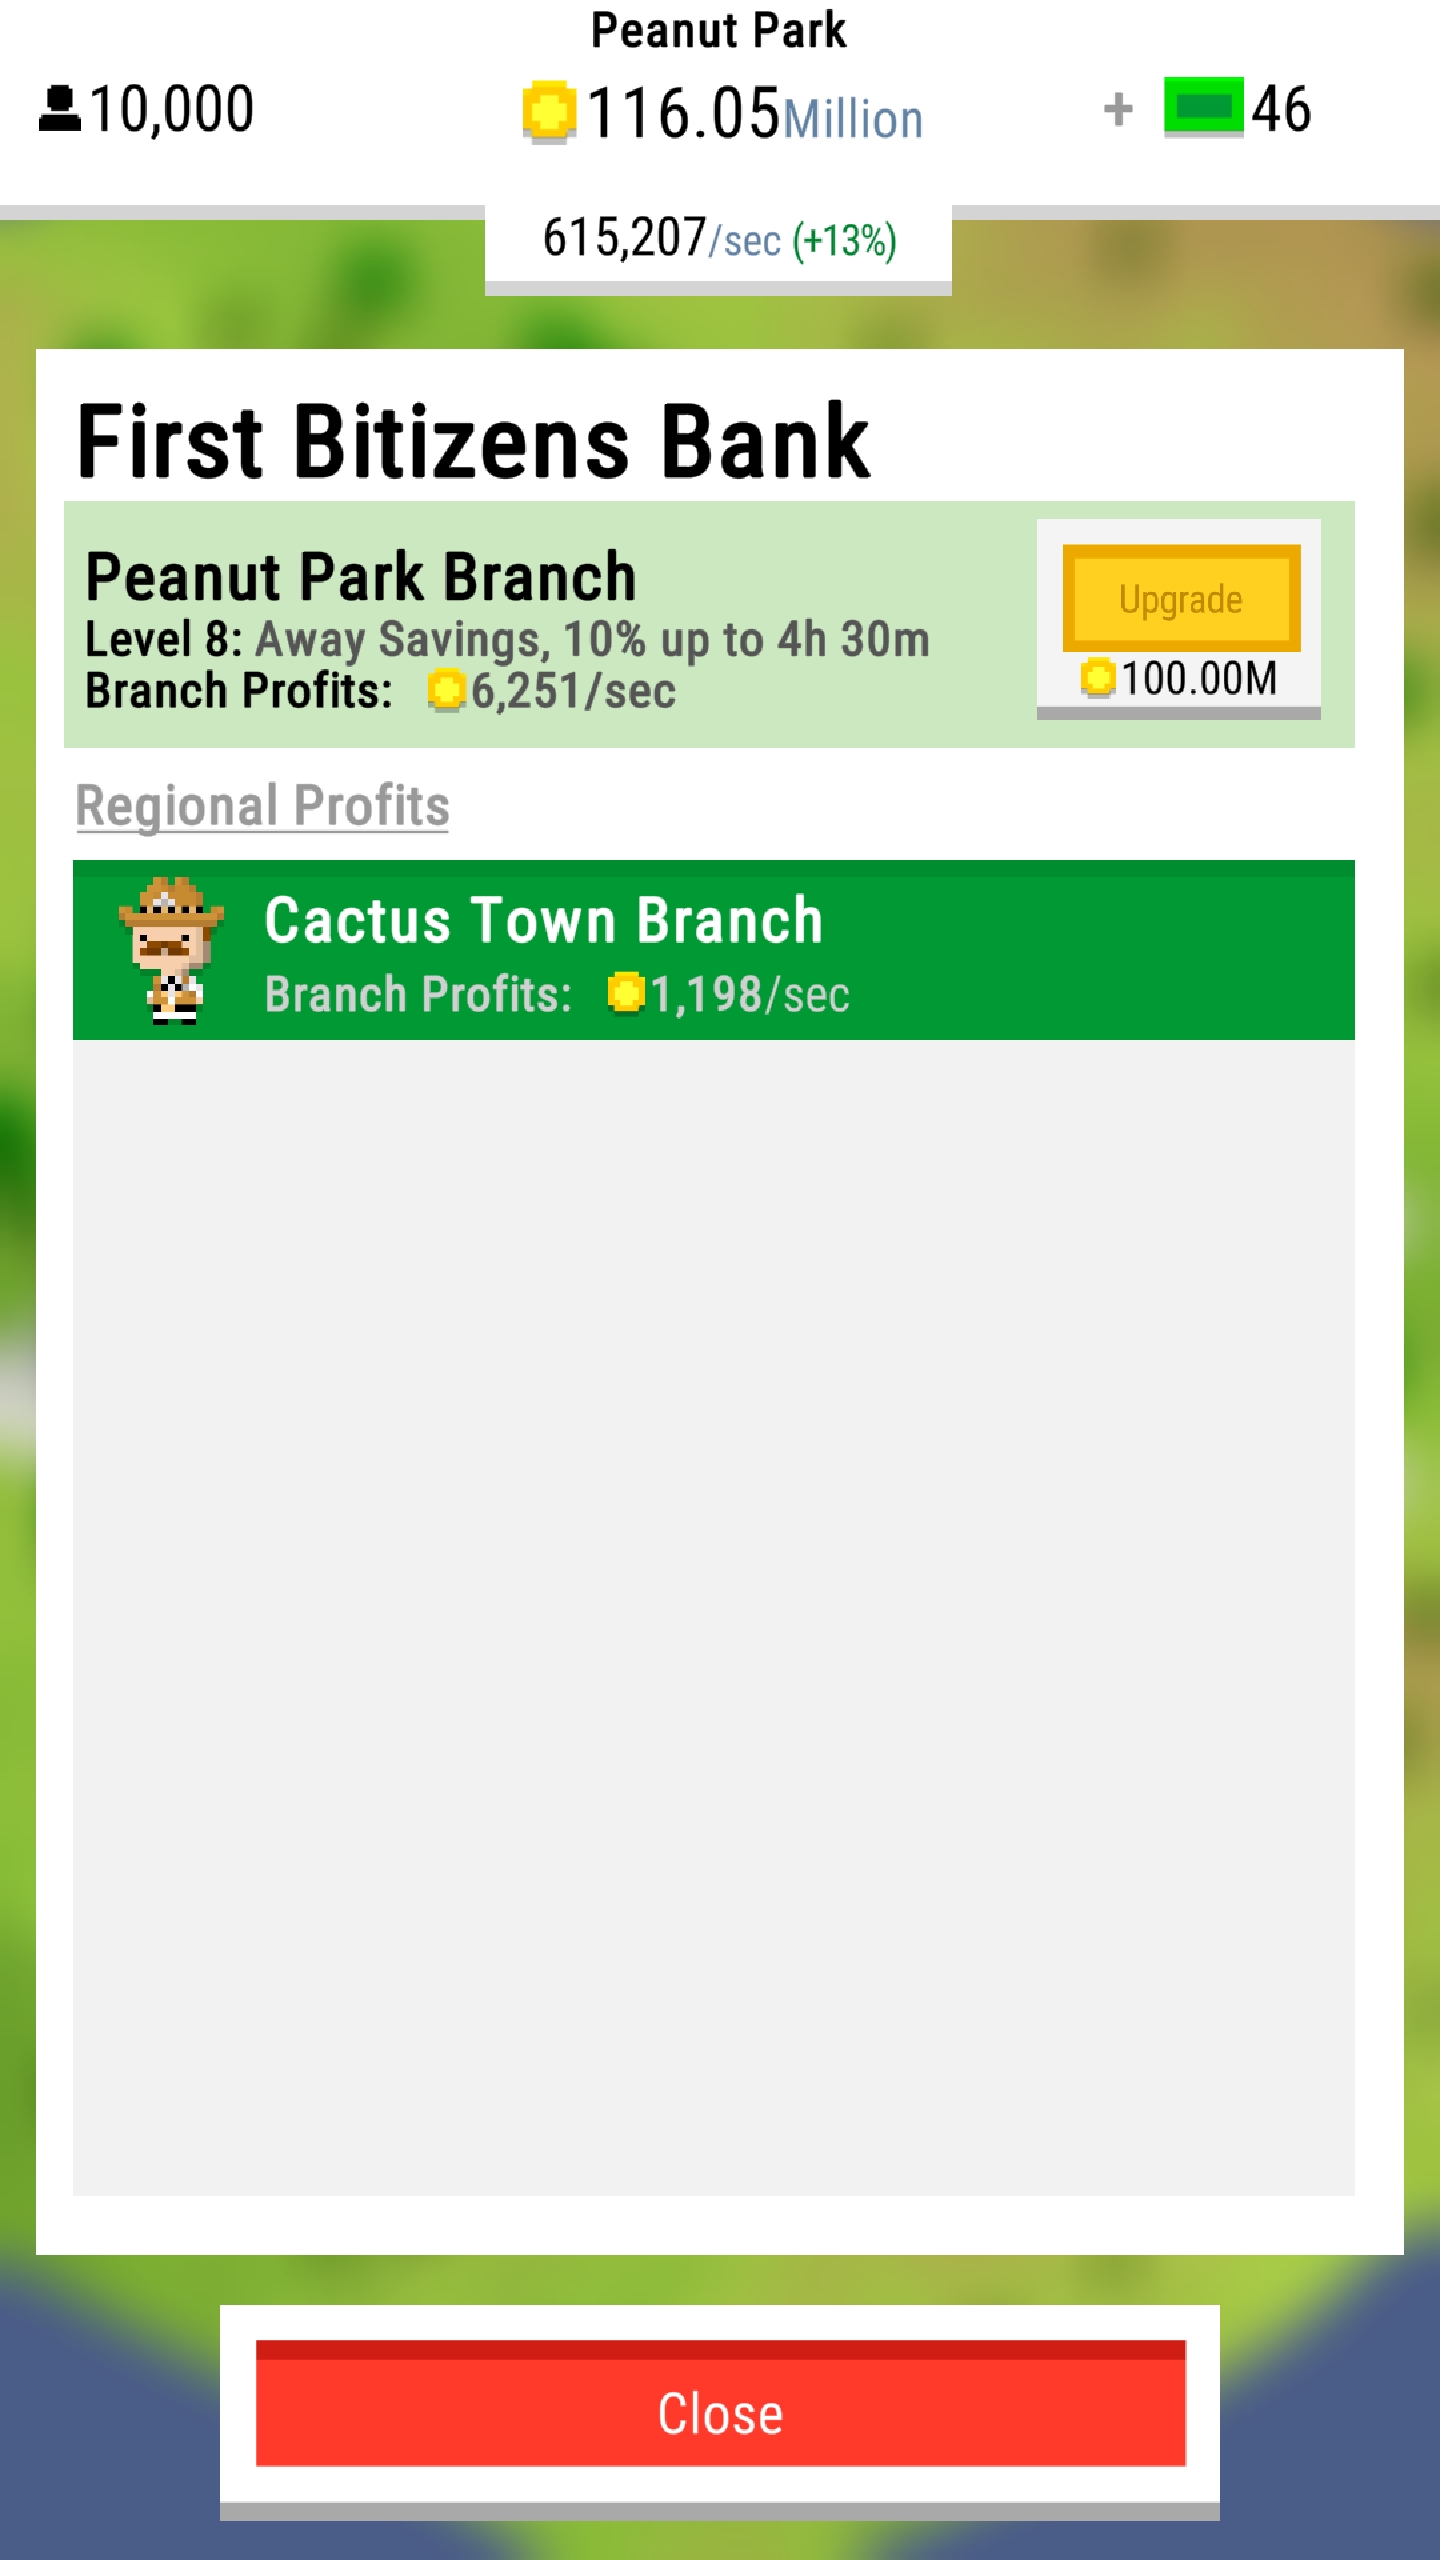 Peanut Park
10,000
116.05Million
+ 46
615,207/sec (+13%)
First Bitizens Bank
Peanut Park Branch
Level 8: Away Savings, 10% up to 4h 30m
Branch Profits: 6,251/sec
Upgrade
100.00M
Regional Profits
Cactus Town Branch
Branch Profits: 1,198/sec
Close